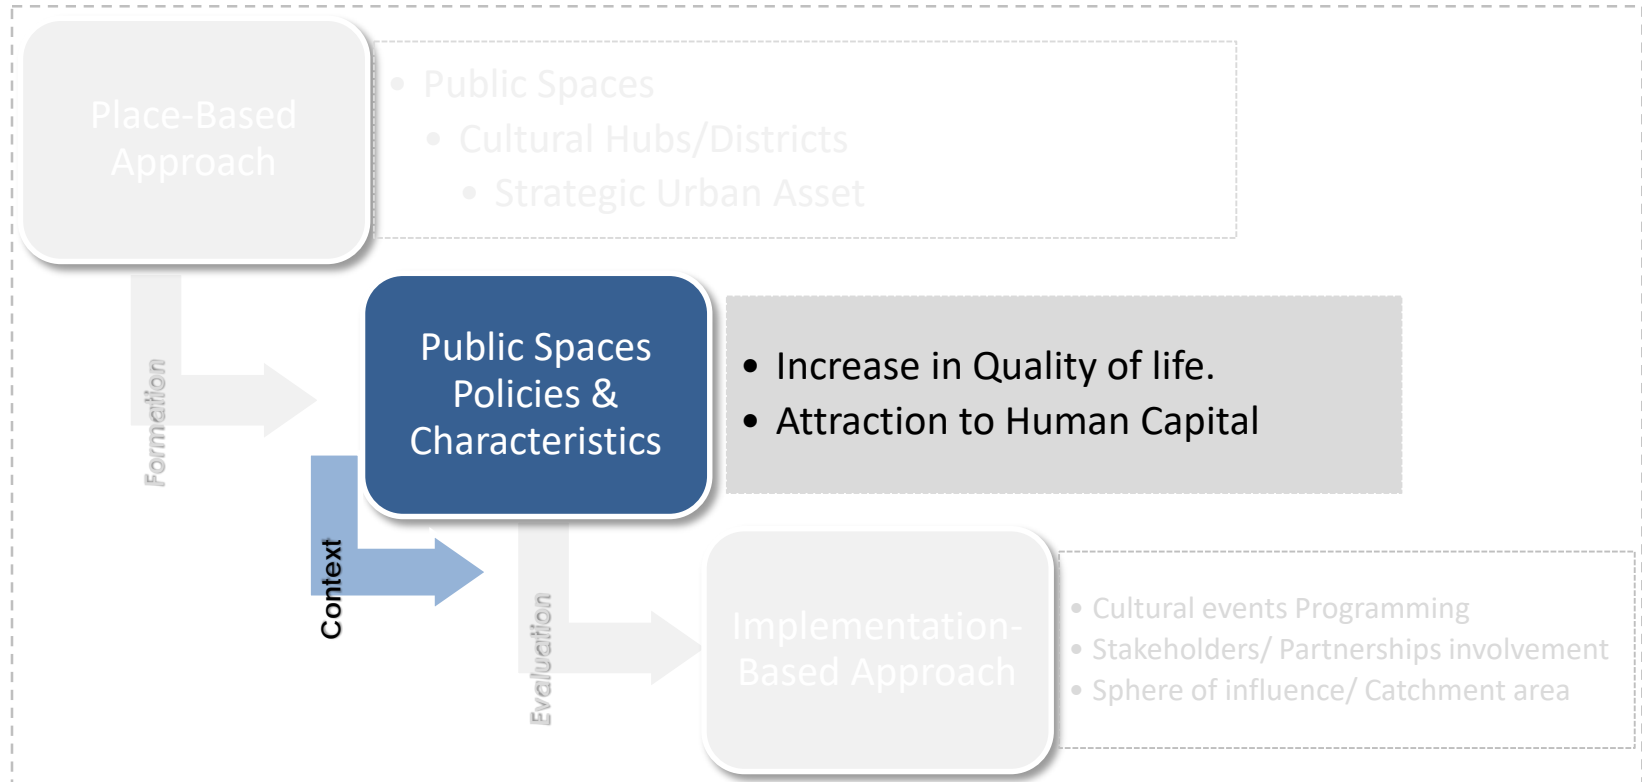 Place-Based
Approach
• Public Spaces
• Cultural Hubs/Districts
• Strategic Urban Asset
Formation
Public Spaces
Policies &
Characteristics
• Increase in Quality of life.
• Attraction to Human Capital
Context
Evaluation
Implementation-
Based Approach
• Cultural events Programming
• Stakeholders/ Partnerships involvement
• Sphere of influence/ Catchment area